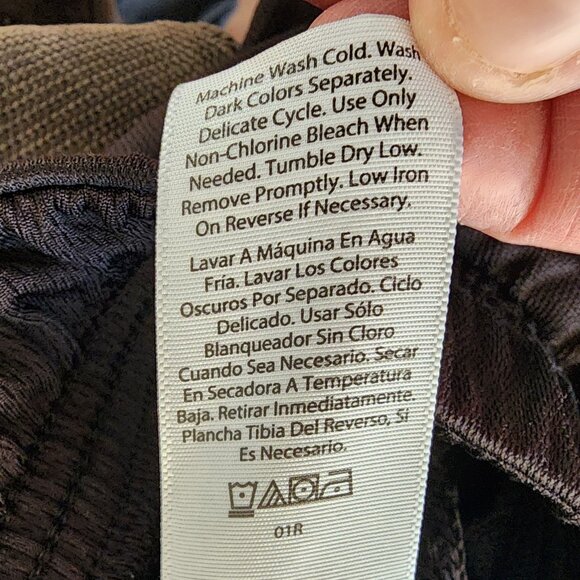 Machine Wash Cold. Wash
Dark Colors Separately.
Delicate Cycle. Use Only
Non-Chlorine Bleach When
Needed. Tumble Dry Low.
Remove Promptly. Low Iron
On Reverse If Necessary.
Lavar A Máquina En Agua
Fría. Lavar Los Colores
Oscuros Por Separado. Ciclo
Delicado. Usar Sólo
Blanqueador Sin Cloro
Cuando Sea Necesario. Secar
En Secadora A Temperatura
Baja. Retirar Inmediatamente.
Plancha Tibia Del Reverso, Si
Es Necesario.
01R